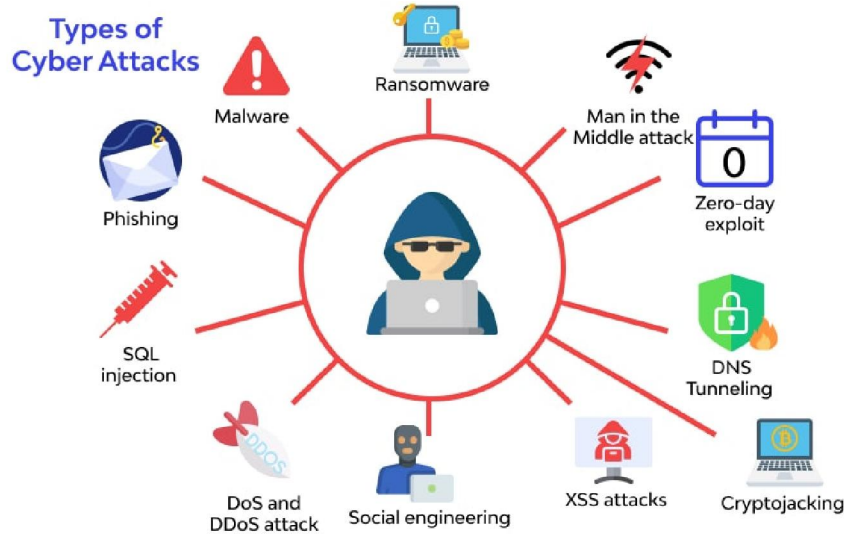 Types of
Cyber Attacks
Ransomware
Malware
Man in the
Middle attack
0
Phishing
Zero-day
exploit
SQL
injection
DNS
Tunneling
DDOS
DoS and
DDoS attack
Social engineering
XSS attacks
Cryptojacking